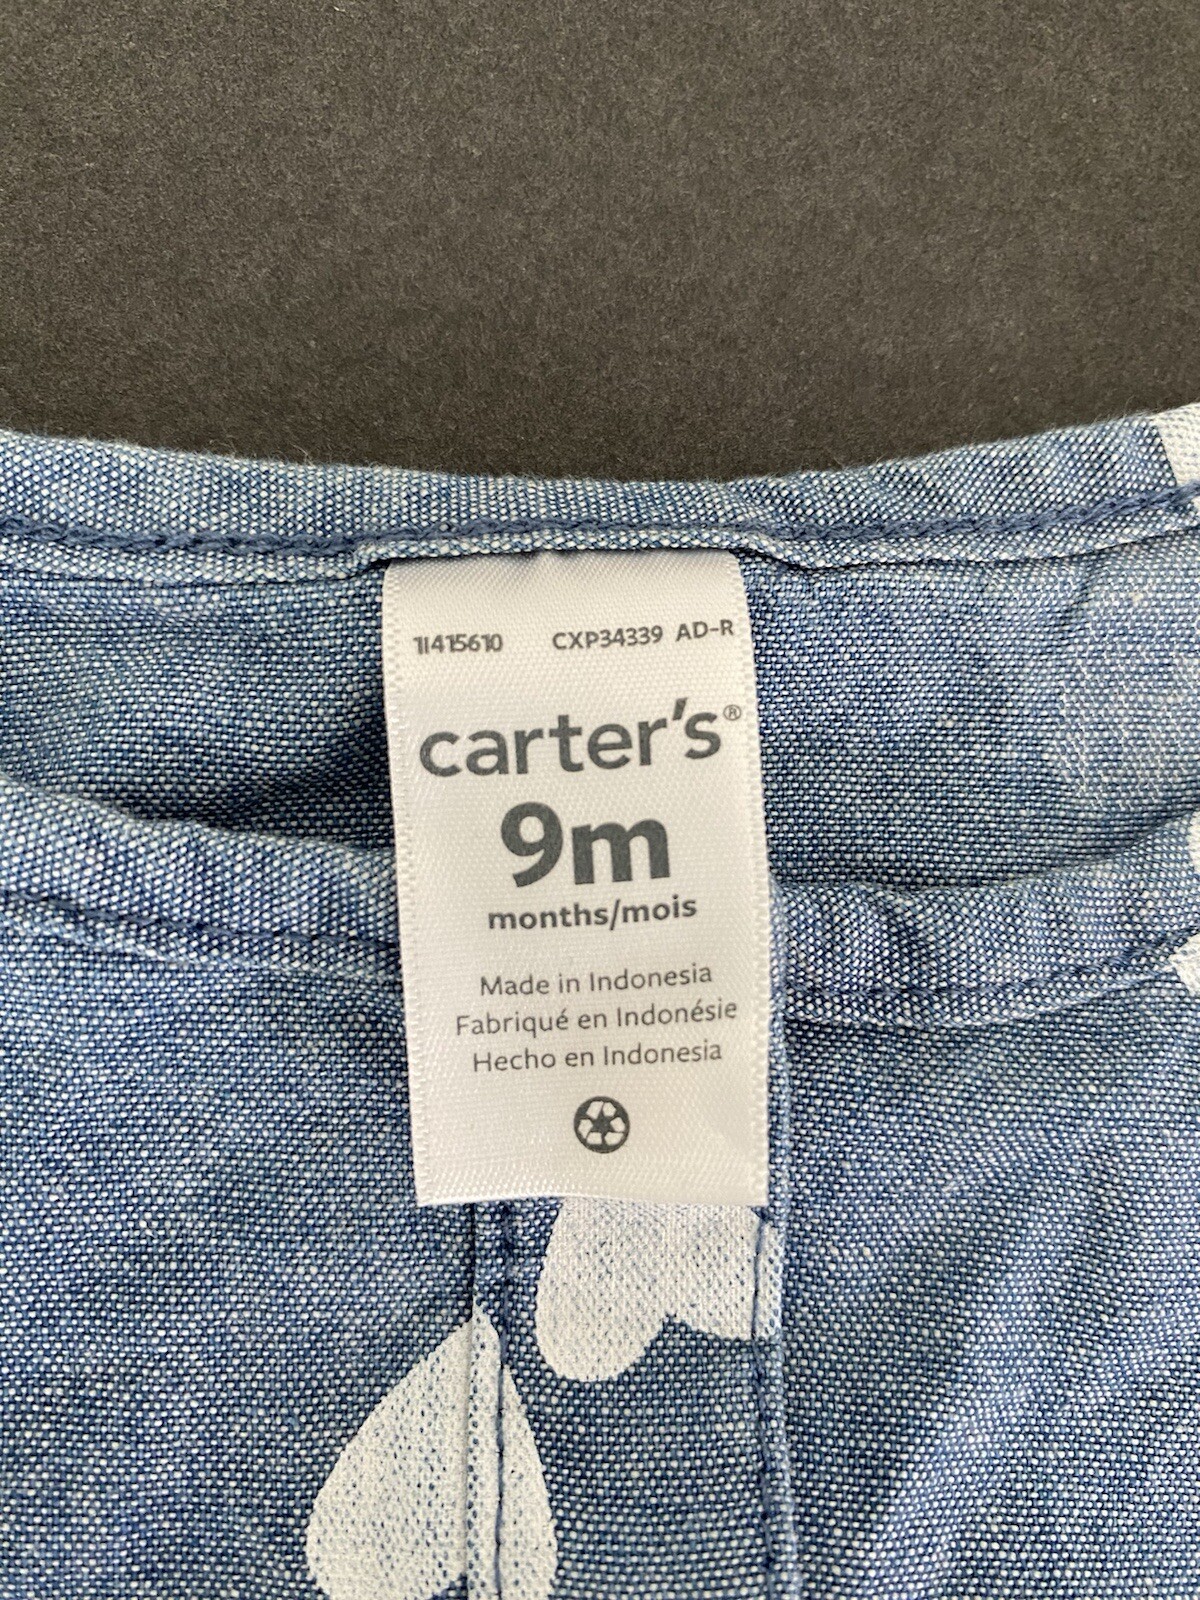 11415610 CXP34339 AD-R
carter's®
9m
months/mois
Made in Indonesia
Fabriqué en Indonésie
Hecho en Indonesia